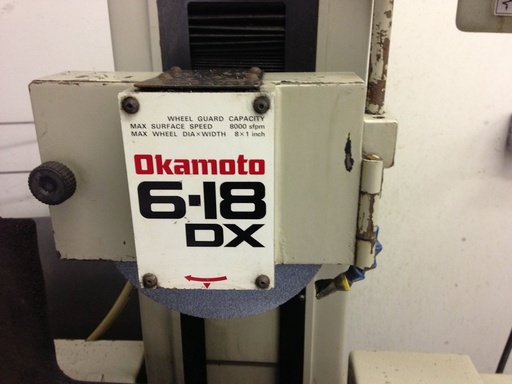 WHEEL GUARD CAPACITY
MAX SURFACE SPEED 8000 sfpm
MAX WHEEL DIA×WIDTH 8×1 inch
Okamoto
6-18
DX